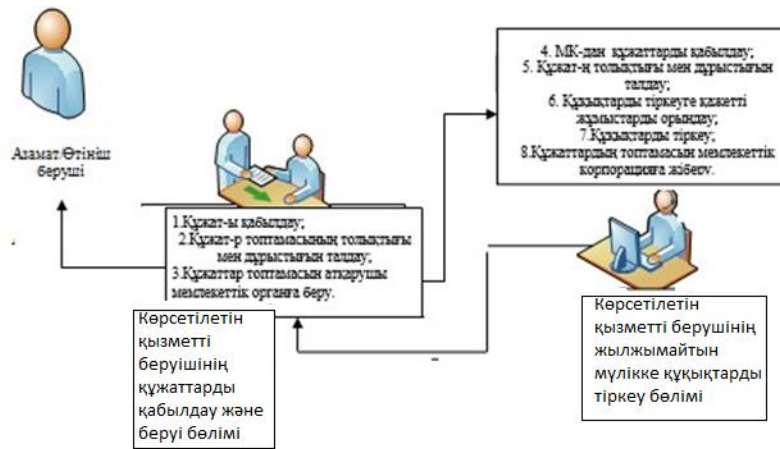 Азамат.Өтініш
беруші
1.Құжат-ы қабылдау;
2.Құжат-р топтамасының толықтығы
мен дұрыстығын талдау;
3.Құжаттар топтамасын атқарушы
мемлекеттік органға беру.
Көрсетілетін
қызметті
беруішінің
құжаттарды
қабылдау және
беруі бөлімі
4. МК-дан құжаттарды қабылдау;
5. Құжат-ң толықтығы мен дұрыстығын
талдау;
6. Құқықтарды тіркеуге қажетті
жұмыстарды орындау;
7.Құқықтарды тіркеу;
8.Құжаттардың топтамасын мемлекеттік
корпорацияға жіберу.
Көрсетілетін
қызметті берушінің
жылжымайтын
мүлікке құқықтарды
тіркеу бөлімі